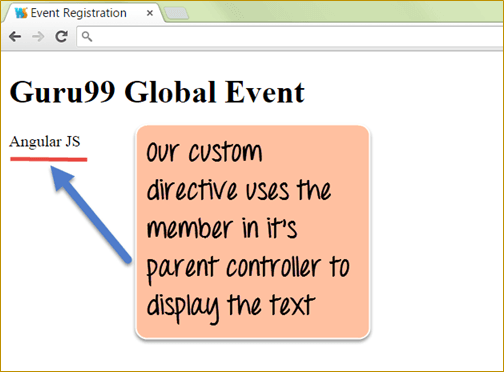 Event Registration
Guru99 Global Event
Angular JS
Our custom
directive uses the
member in it's
parent controller to
display the text